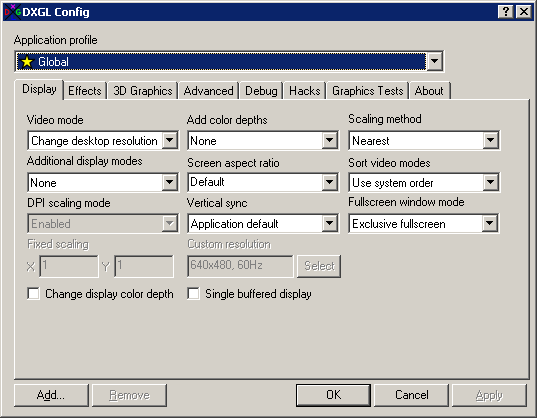 DXGL Config
Application profile
Global
Display Effects 3D Graphics Advanced Debug Hacks Graphics Tests About
Video mode Add color depths Scaling method
Change desktop resolution None Nearest
Additional display modes Screen aspect ratio Sort video modes
None Default Use system order
DPI scaling mode Vertical sync Fullscreen window mode
Enabled Application default Exclusive fullscreen
Fixed scaling Custom resolution
X 1 Y 1 640x480, 60Hz Select
Change display color depth Single buffered display
Add... Remove OK Cancel Apply